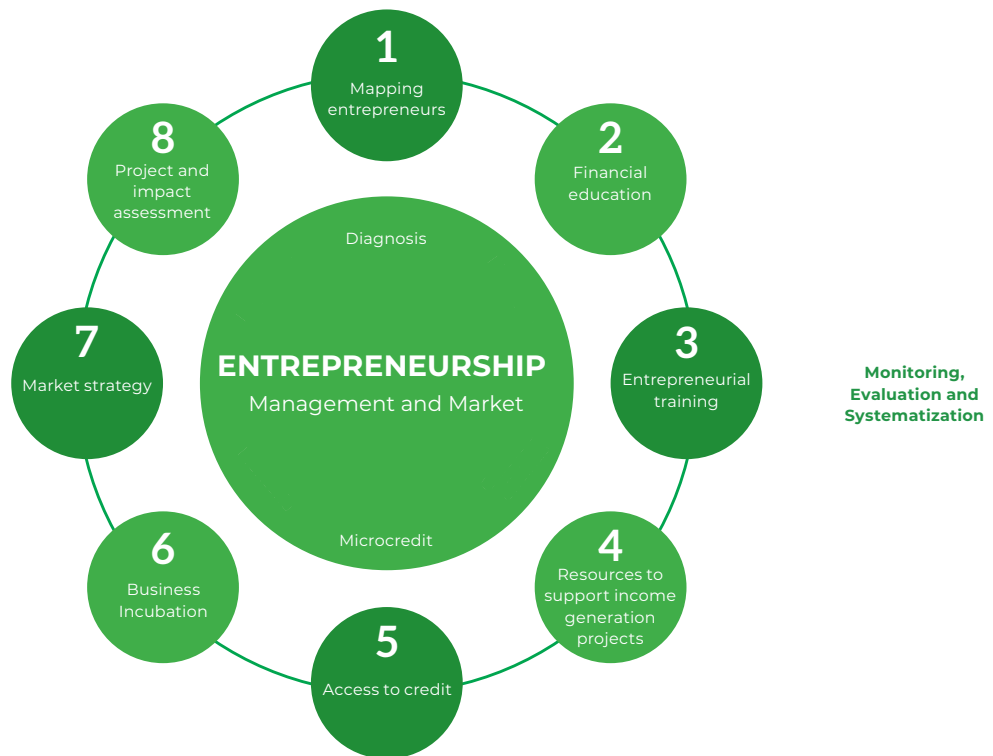 1
Mapping
entrepreneurs
2
Financial
education
3
Entrepreneurial
training
4
Resources to
support income
generation
projects
5
Access to credit
6
Business
Incubation
7
Market strategy
8
Project and
impact
assessment
Diagnosis
ENTREPRENEURSHIP
Management and Market
Microcredit
Monitoring,
Evaluation and
Systematization